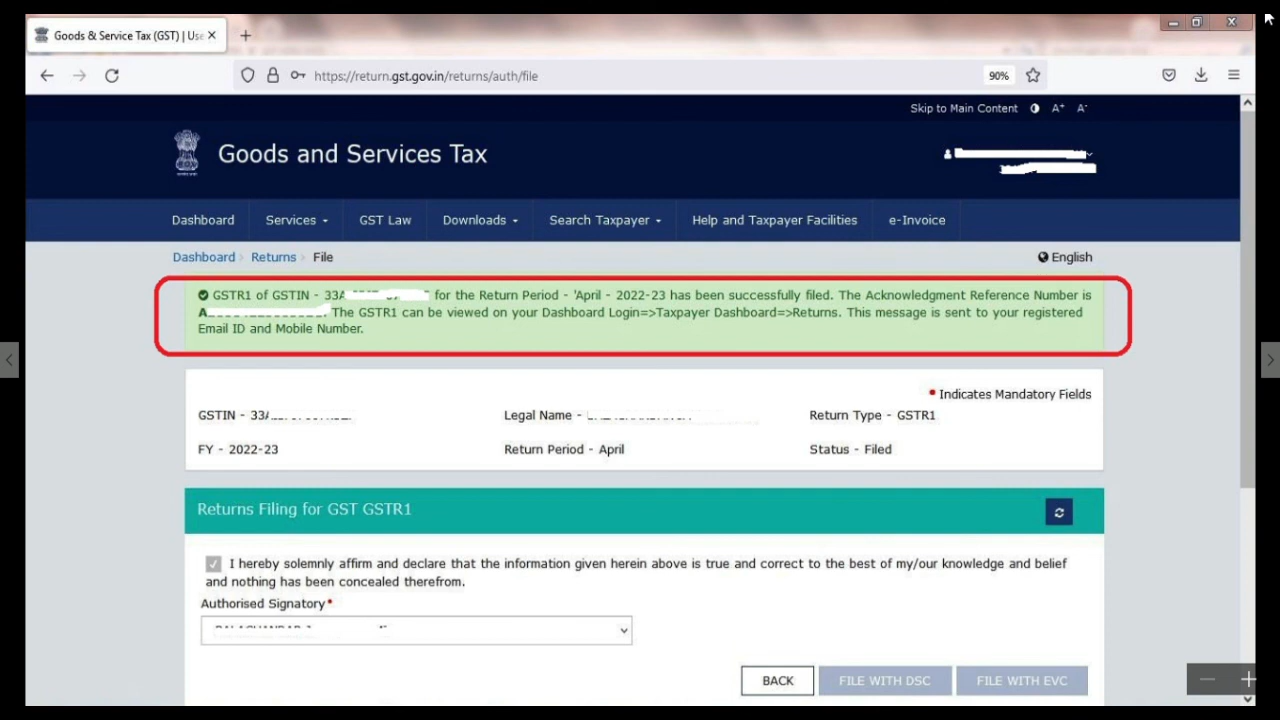 Goods & Service Tax (GST) | Use
https://return.gst.gov.in/returns/auth/file
90%
Skip to Main Content A+ A-
Goods and Services Tax
Dashboard Services GST Law Downloads Search Taxpayer Help and Taxpayer Facilities e-Invoice
Dashboard Returns File
English
GSTR1 of GSTIN - 33A for the Return Period - 'April - 2022-23 has been successfully filed. The Acknowledgment Reference Number is
A The GSTR1 can be viewed on your Dashboard Login=>Taxpayer Dashboard=>Returns. This message is sent to your registered
Email ID and Mobile Number.
• Indicates Mandatory Fields
GSTIN - 33A Legal Name - Return Type - GSTR1
FY - 2022-23 Return Period - April Status - Filed
Returns Filing for GST GSTR1
I hereby solemnly affirm and declare that the information given herein above is true and correct to the best of my/our knowledge and belief
and nothing has been concealed therefrom.
Authorised Signatory•
BACK FILE WITH DSC FILE WITH EVC